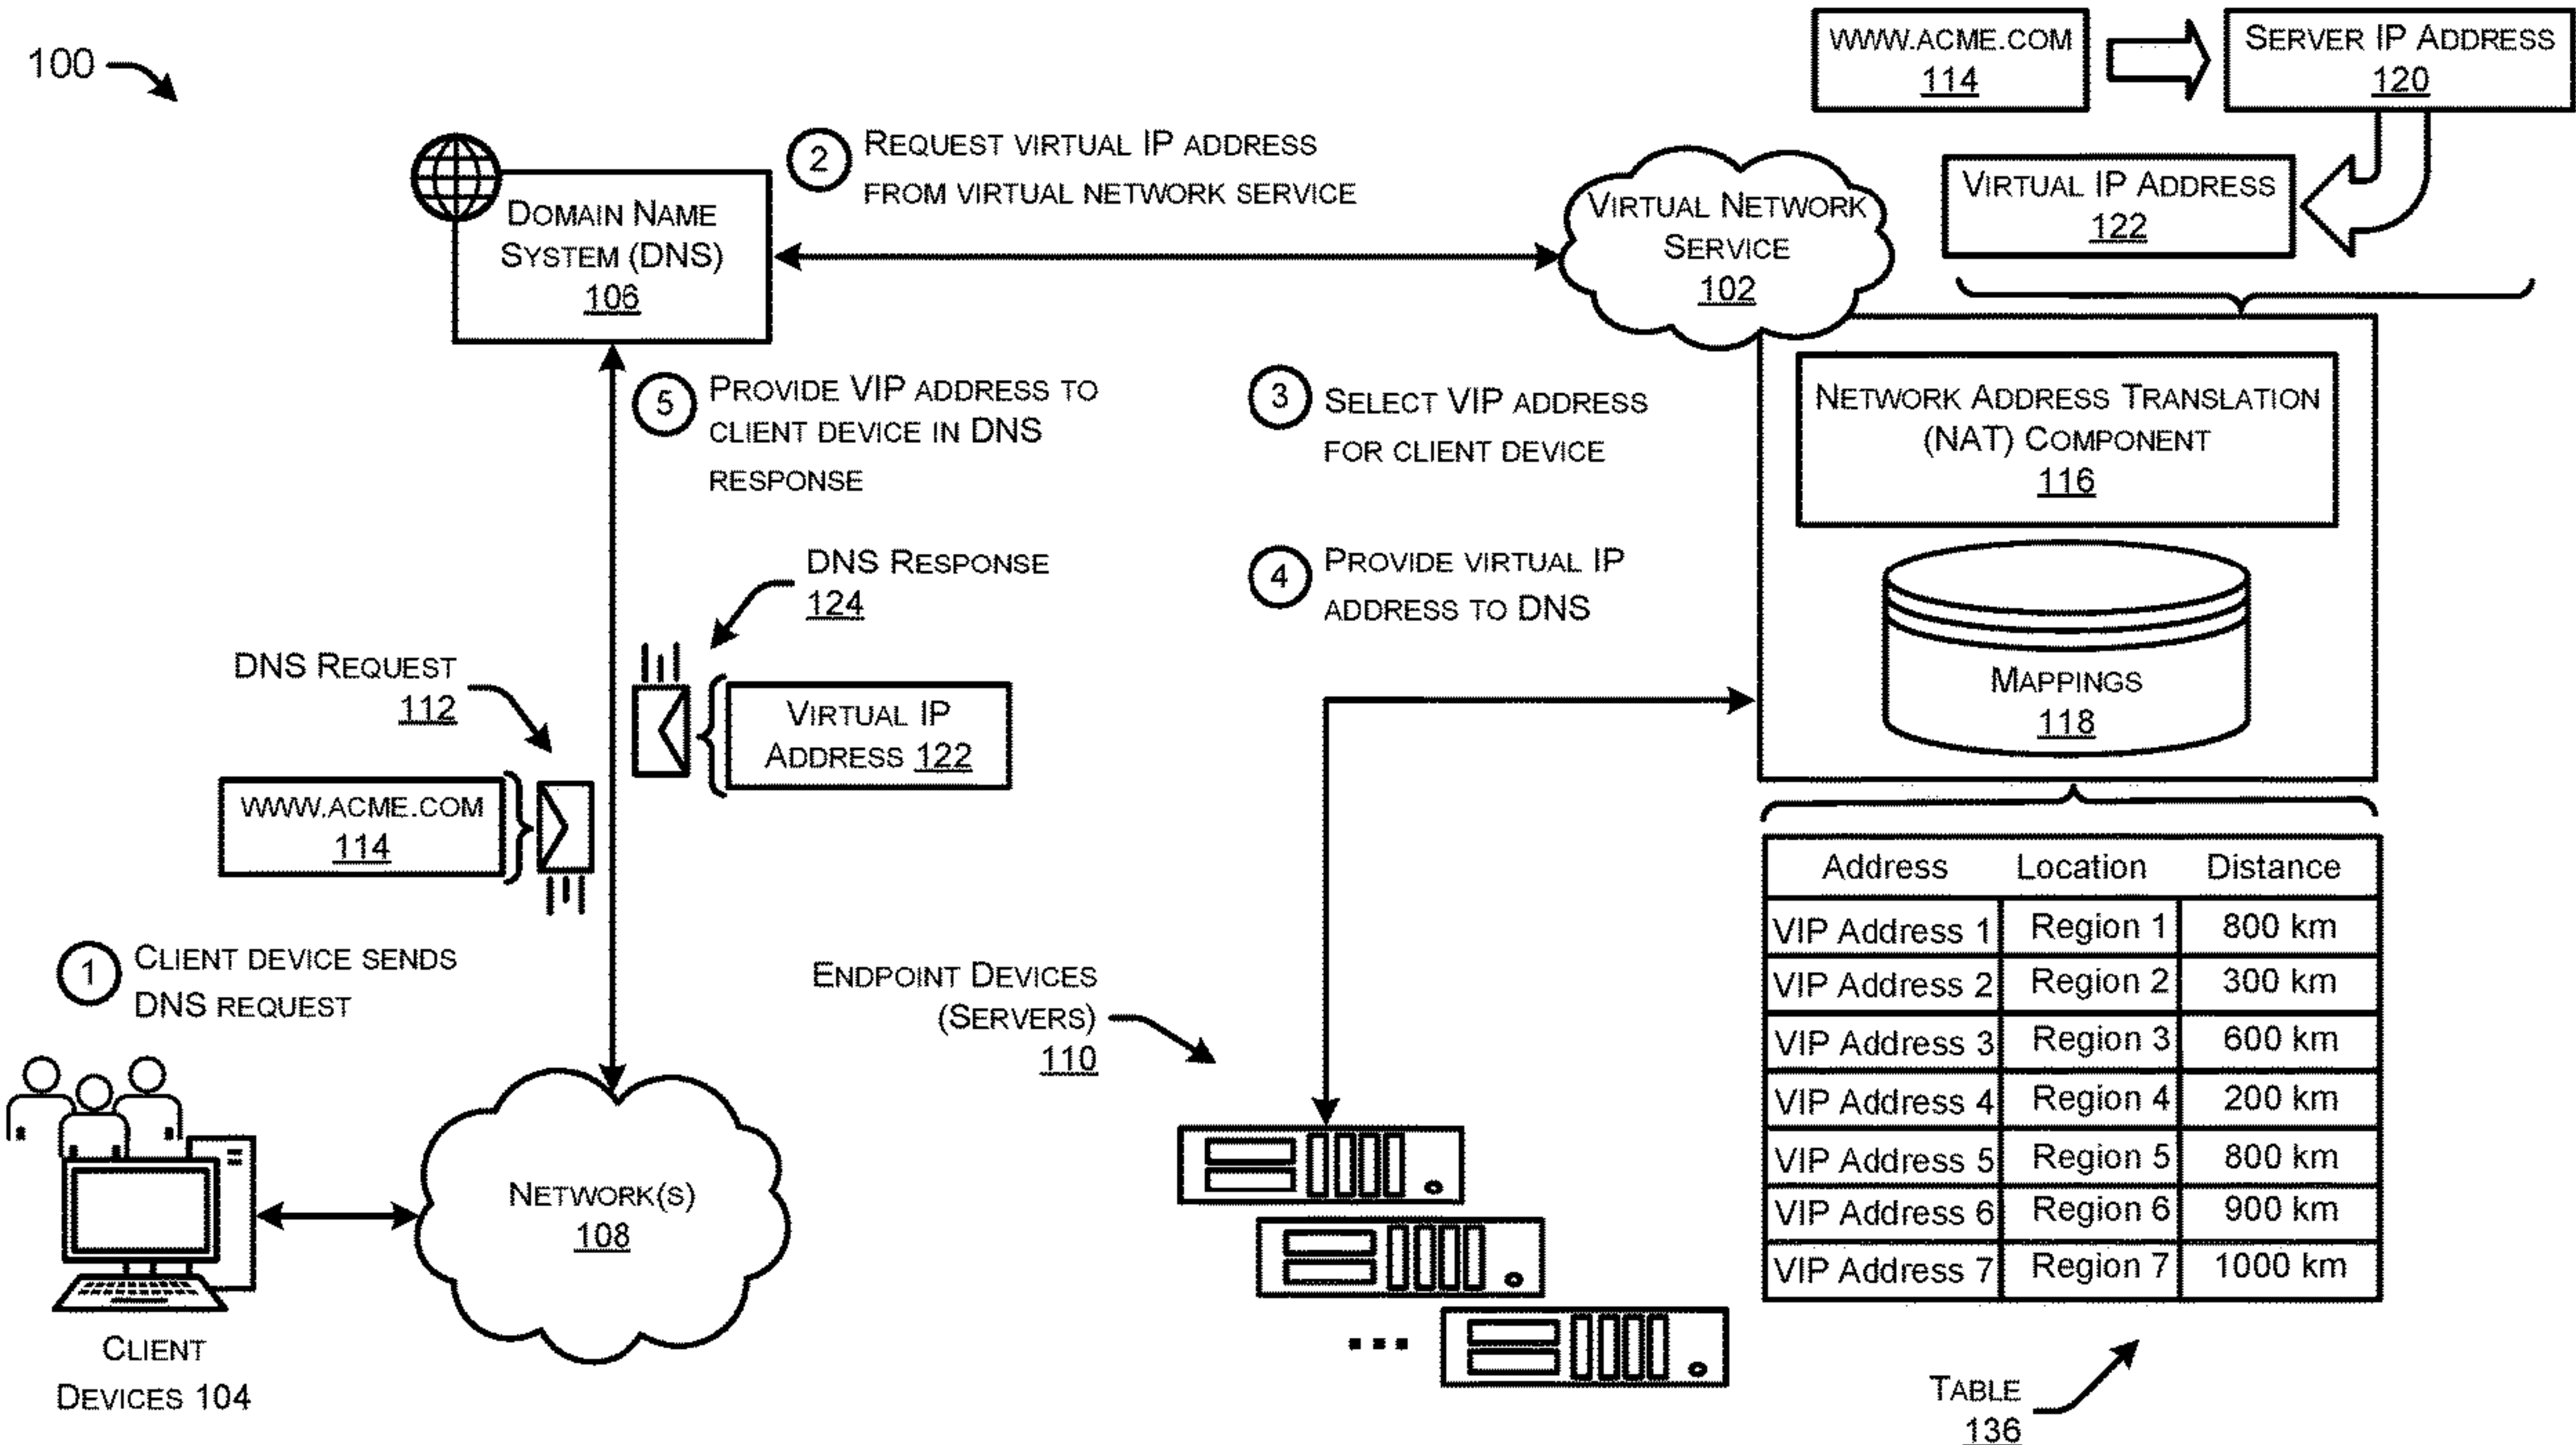 100
WWW.ACME.COM
114
SERVER IP ADDRESS
120
VIRTUAL IP ADDRESS
122
2
REQUEST VIRTUAL IP ADDRESS
FROM VIRTUAL NETWORK SERVICE
DOMAIN NAME
SYSTEM (DNS)
106
VIRTUAL NETWORK
SERVICE
102
5
PROVIDE VIP ADDRESS TO
CLIENT DEVICE IN DNS
RESPONSE
3
SELECT VIP ADDRESS
FOR CLIENT DEVICE
NETWORK ADDRESS TRANSLATION
(NAT) COMPONENT
116
4
PROVIDE VIRTUAL IP
ADDRESS TO DNS
DNS RESPONSE
124
DNS REQUEST
112
VIRTUAL IP
ADDRESS 122
MAPPINGS
118
WWW.ACME.COM
114
1
CLIENT DEVICE SENDS
DNS REQUEST
ENDPOINT DEVICES
(SERVERS)
110
Address Location Distance
VIP Address 1 Region 1 800 km
VIP Address 2 Region 2 300 km
VIP Address 3 Region 3 600 km
VIP Address 4 Region 4 200 km
VIP Address 5 Region 5 800 km
VIP Address 6 Region 6 900 km
VIP Address 7 Region 7 1000 km
NETWORK(S)
108
CLIENT
DEVICES 104
TABLE
136